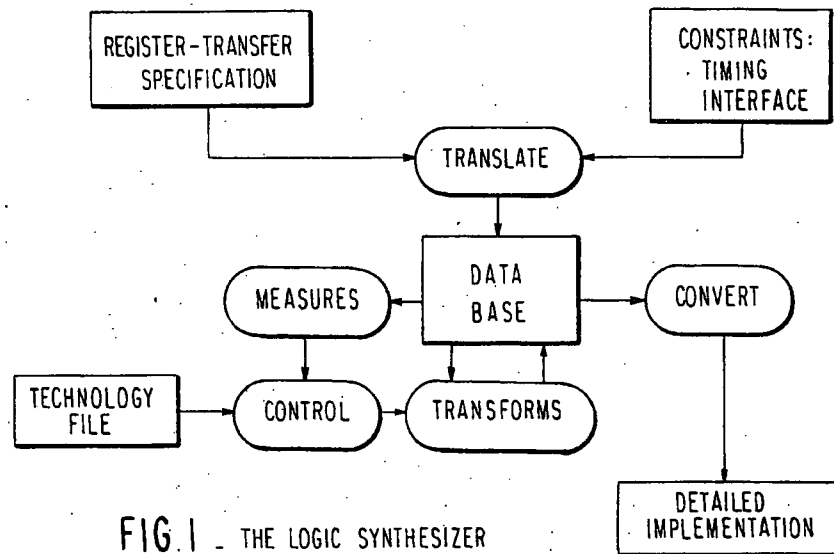 REGISTER-TRANSFER
SPECIFICATION
CONSTRAINTS:
TIMING
INTERFACE
TRANSLATE
DATA
BASE
MEASURES
CONVERT
TECHNOLOGY
FILE
CONTROL
TRANSFORMS
DETAILED
IMPLEMENTATION
FIG.1 - THE LOGIC SYNTHESIZER